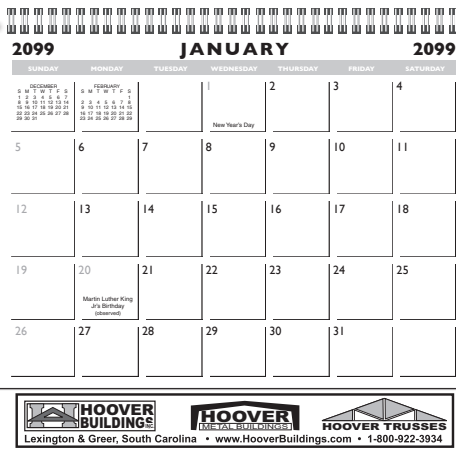 2099 JANUARY 2099
SUNDAY MONDAY TUESDAY WEDNESDAY THURSDAY FRIDAY SATURDAY
DECEMBER
S M T W T F S
1 2 3 4 5 6 7
8 9 10 11 12 13 14
15 16 17 18 19 20 21
22 23 24 25 26 27 28
29 30 31
FEBRUARY
S M T W T F S
1
2 3 4 5 6 7 8
9 10 11 12 13 14 15
16 17 18 19 20 21 22
23 24 25 26 27 28 29
1 2 3 4
New Year's Day
5 6 7 8 9 10 11
12 13 14 15 16 17 18
19 20 21 22 23 24 25
Martin Luther King
Jr's Birthday
(observed)
26 27 28 29 30 31
HOOVER
BUILDINGS
HOOVER
METAL BUILDINGS
HOOVER TRUSSES
Lexington & Greer, South Carolina • www.HooverBuildings.com • 1-800-922-3934